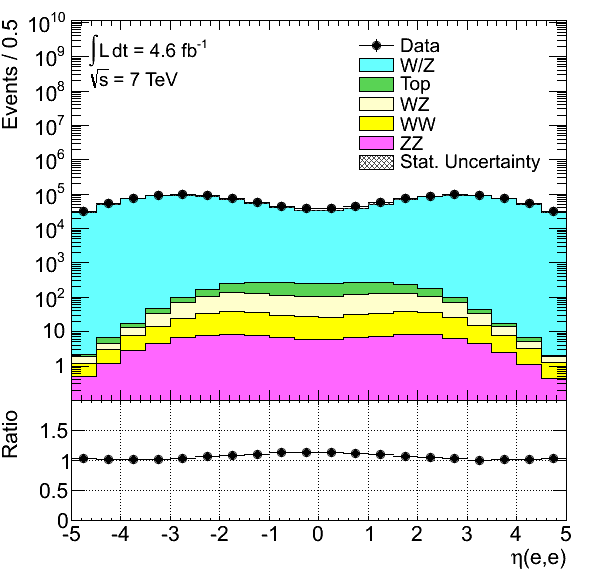 Events / 0.5
10^10
10^9
10^8
10^7
10^6
10^5
10^4
10^3
10^2
10
1
∫L dt = 4.6 fb^-1
√s = 7 TeV
Data
W/Z
Top
WZ
WW
ZZ
Stat. Uncertainty
Ratio
1.5
1
0.5
0
-5 -4 -3 -2 -1 0 1 2 3 4 5
η(e,e)